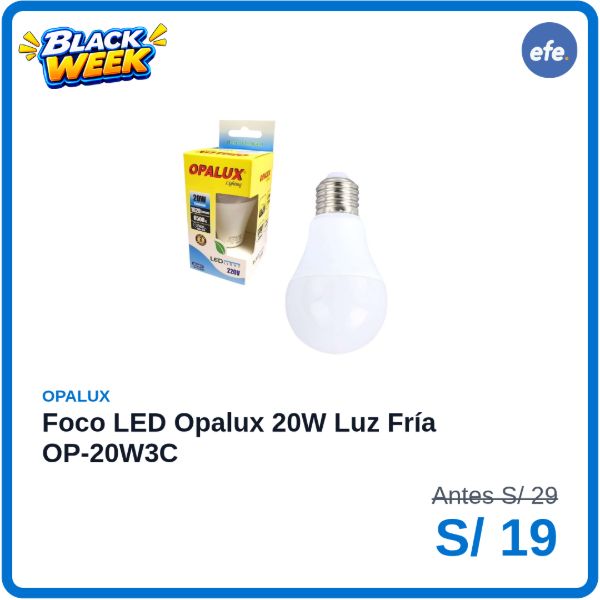 BLACK
WEEK
efe.
OPALUX
Lighting
20W
LED
220V
OPALUX
Foco LED Opalux 20W Luz Fría
OP-20W3C
Antes S/ 29
S/ 19